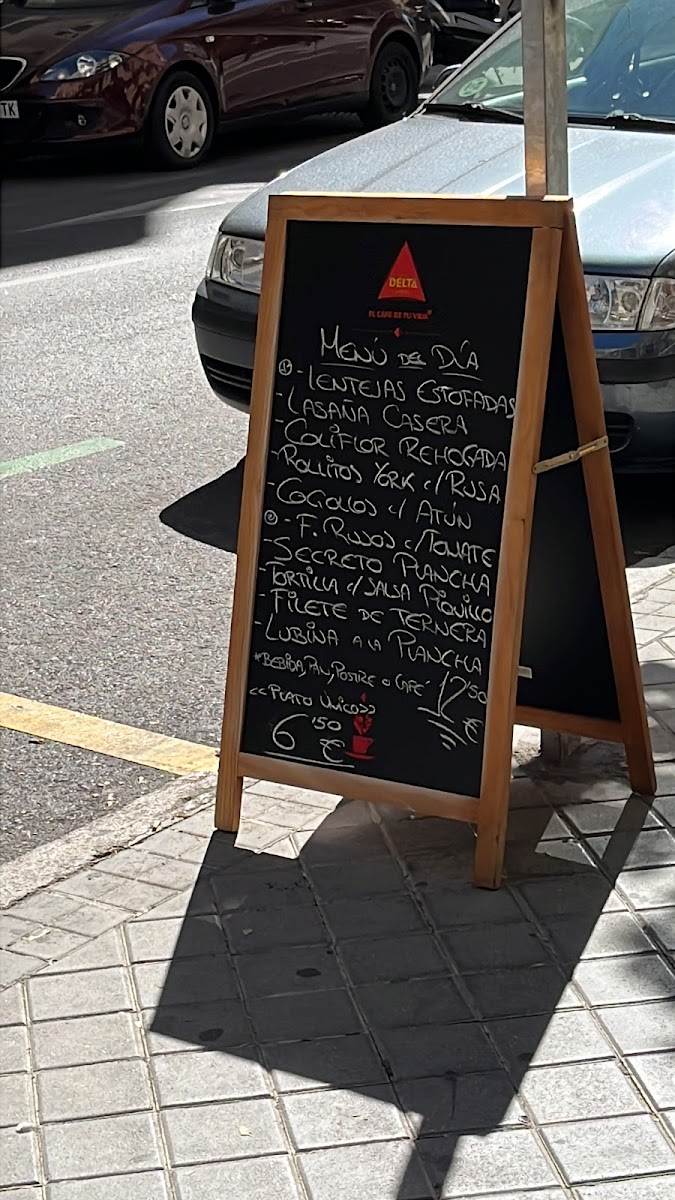 TK
DELTA
EL CAFÉ DE TU VIDA
MENÚ DEL DÍA
① - LENTEJAS ESTOFADAS
- LASAÑA CASERA
- COLIFLOR REHOGADA
- ROLLITOS YORK c/ RUSA
- COGOLLOS c/ ATÚN
② - F. RUSOS c/ TOMATE
- SECRETO PLANCHA
- TORTILLA c/ SALSA PIQUILLO
- FILETE DE TERNERA
- LUBINA A LA PLANCHA
*BEBIDA, PAN, POSTRE O CAFÉ 12'50 €
<<PLATO ÚNICO>>
6'50 €